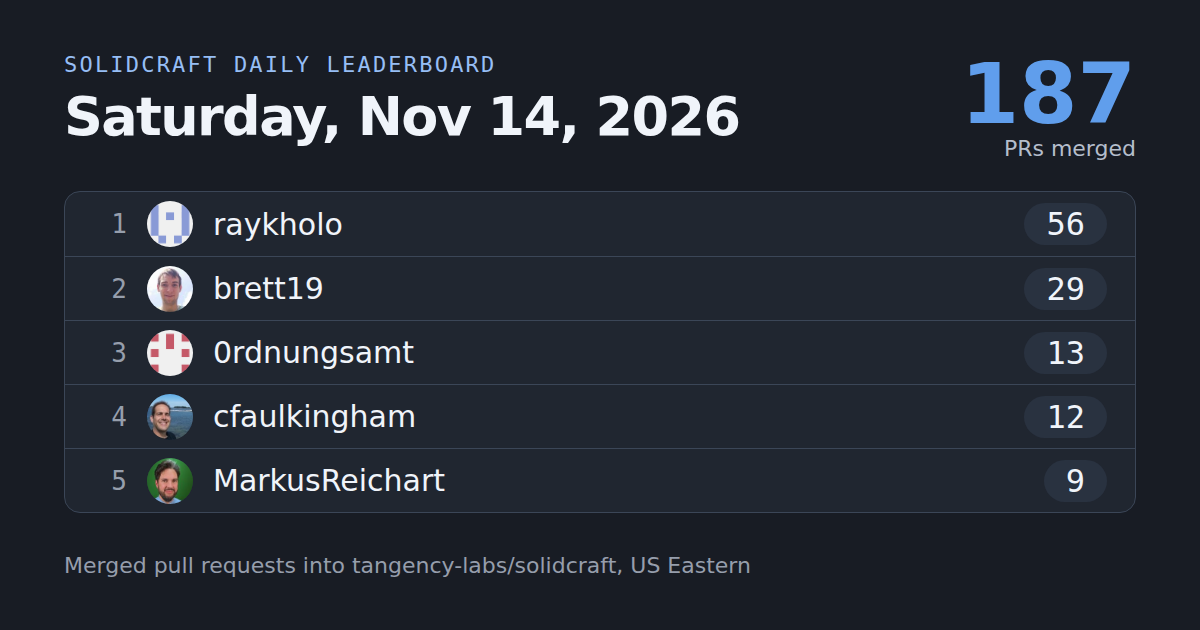 SOLIDCRAFT DAILY LEADERBOARD
Saturday, Nov 14, 2026
187
PRs merged
1 raykholo 56
2 brett19 29
3 0rdnungsamt 13
4 cfaulkingham 12
5 MarkusReichart 9
Merged pull requests into tangency-labs/solidcraft, US Eastern